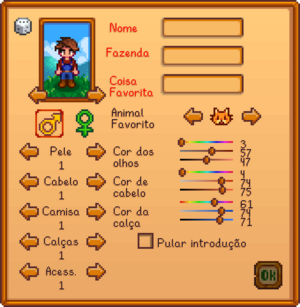 Nome
Fazenda
Coisa
Favorita
Animal
Favorito
Pele
1
Cor dos
olhos
3
57
47
Cabelo
1
Cor de
cabelo
4
74
75
Camisa
1
Cor da
calça
61
74
71
Calças
1
Pular introdução
Acess.
1
OK